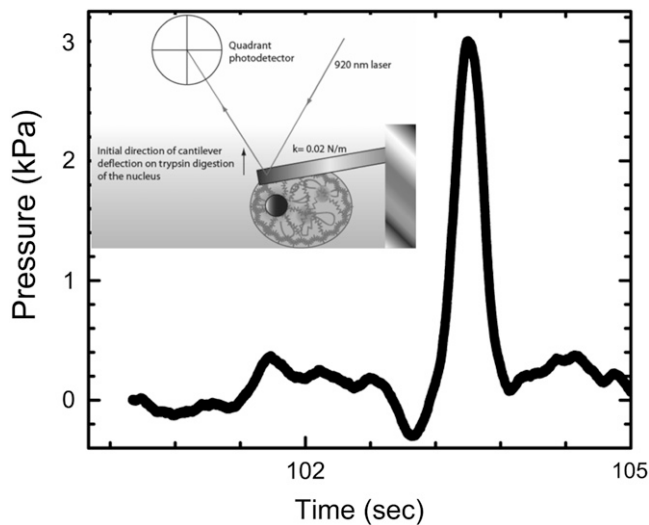 Quadrant
photodetector
920 nm laser
Initial direction of cantilever
deflection on trypsin digestion
of the nucleus
k= 0.02 N/m
Pressure (kPa)
3
2
1
0
102
105
Time (sec)